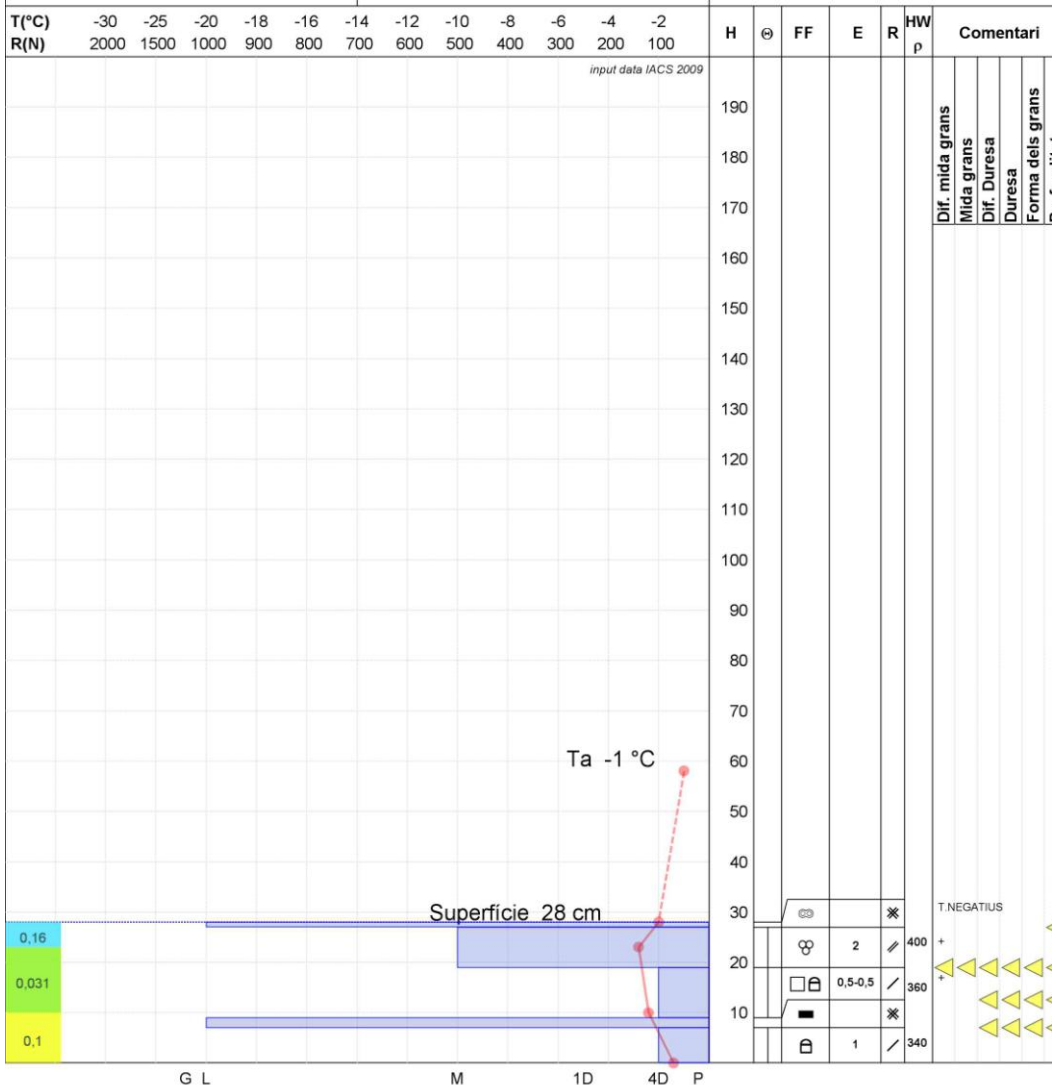 T(°C) -30 -25 -20 -18 -16 -14 -12 -10 -8 -6 -4 -2 H Θ FF E R HW Comentari
R(N) 2000 1500 1000 900 800 700 600 500 400 300 200 100 ρ
input data IACS 2009
Dif. mida grans
Mida grans
Dif. Duresa
Duresa
Forma dels grans
190
180
170
160
150
140
130
120
110
100
90
80
70
Ta -1 °C 60
50
40
Superfície 28 cm 30 T.NEGATIUS
0,16 2 // 400 +
20
0,031 0,5-0,5 / 360 +
10
0,1 1 / 340
G L M 1D 4D P